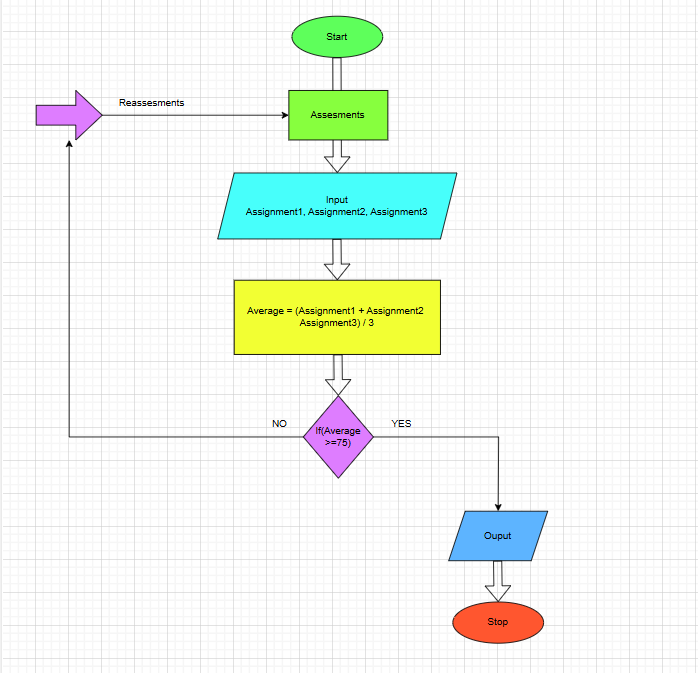 Start
Reassesments
Assesments
Input
Assignment1, Assignment2, Assignment3
Average = (Assignment1 + Assignment2
Assignment3) / 3
NO
If(Average
>=75)
YES
Ouput
Stop